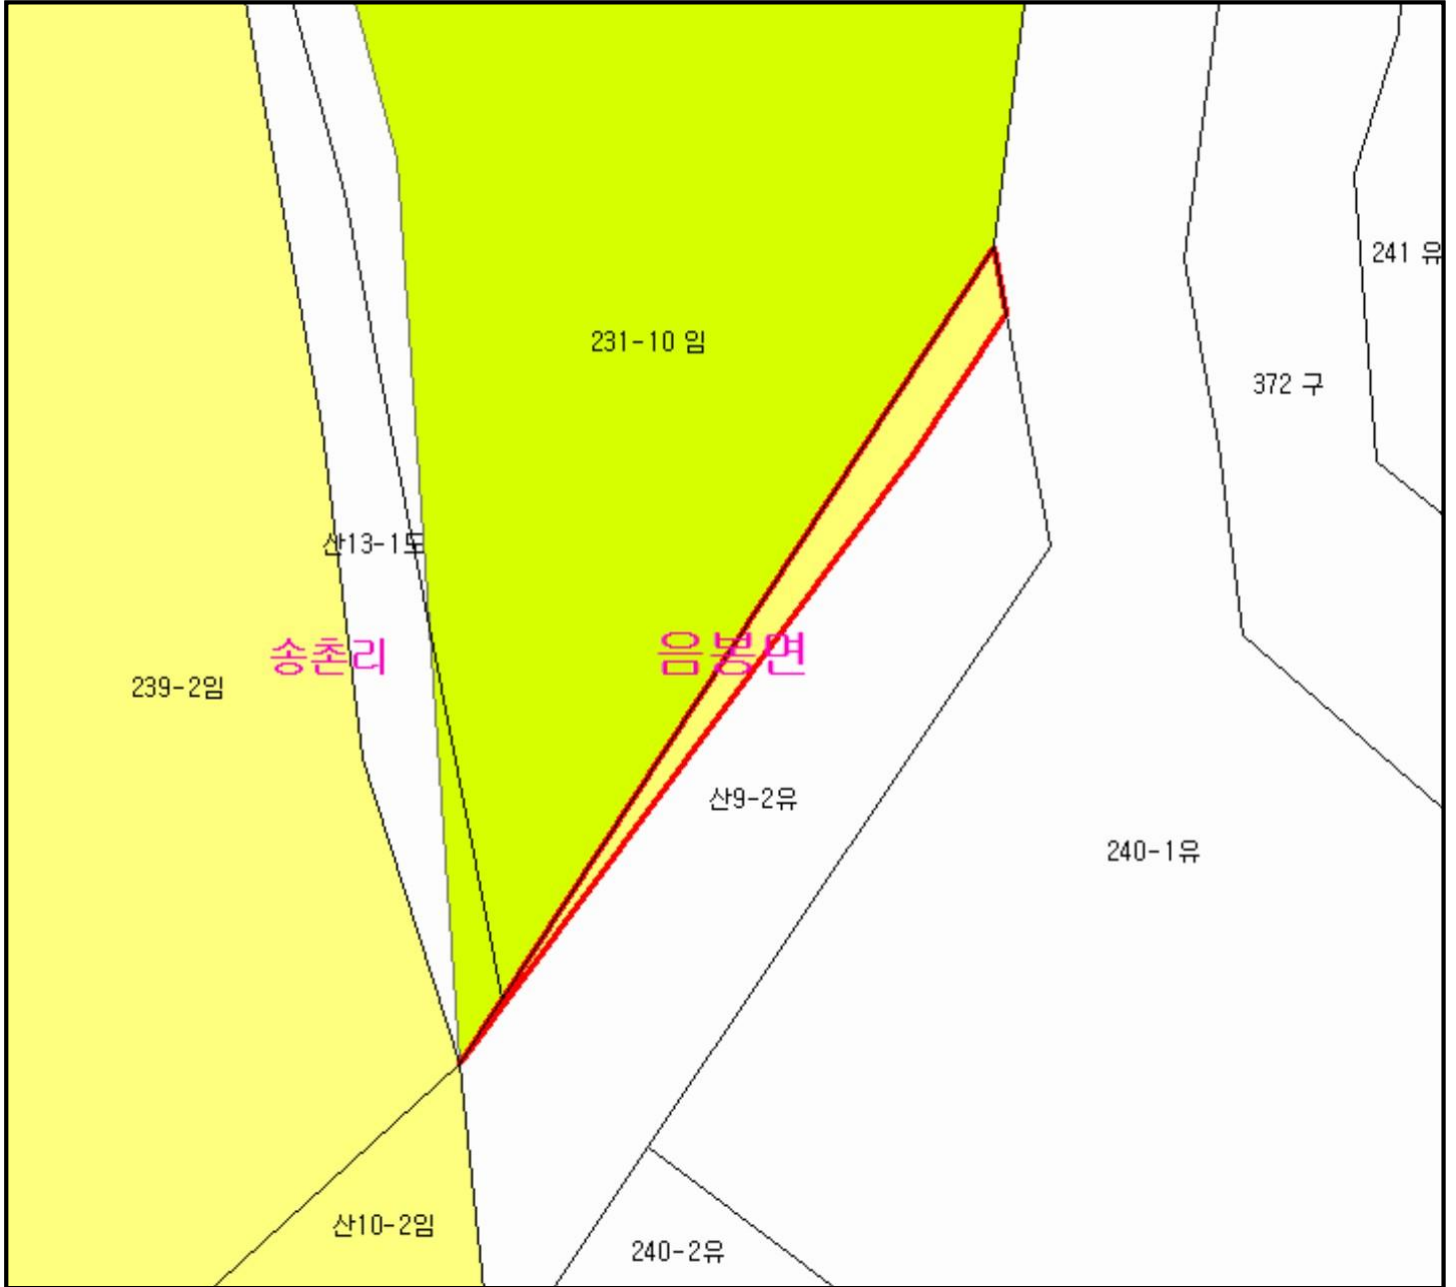 241 유
231-10 임
372 구
산13-1도
송촌리
음봉면
239-2임
산9-2유
240-1유
산10-2임
240-2유